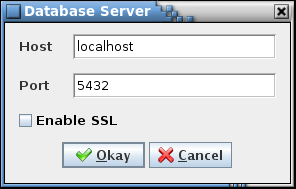 Database Server
Host localhost
Port 5432
Enable SSL
Okay Cancel